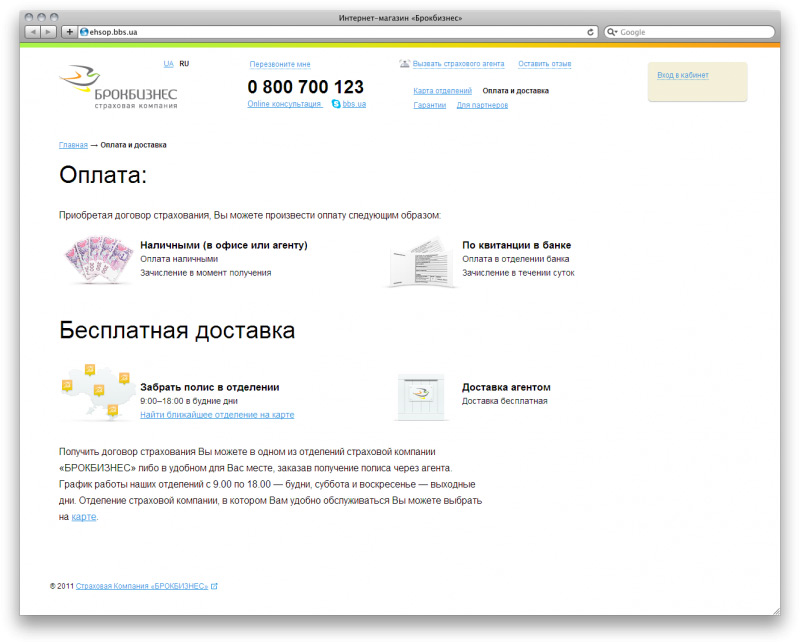 Интернет-магазин «Брокбизнес»
ehsop.bbs.ua
Google
UA RU
Перезвоните мне
Вызвать страхового агента Оставить отзыв
БРОКБИЗНЕС
страховая компания
0 800 700 123
Online консультация bbs.ua
Карта отделений Оплата и доставка
Гарантии Для партнеров
Вход в кабинет
Главная → Оплата и доставка
Оплата:
Приобретая договор страхования, Вы можете произвести оплату следующим образом:
Наличными (в офисе или агенту)
Оплата наличными
Зачисление в момент получения
По квитанции в банке
Оплата в отделении банка
Зачисление в течении суток
Бесплатная доставка
Забрать полис в отделении
9:00–18:00 в будние дни
Найти ближайшее отделение на карте
Доставка агентом
Доставка бесплатная
Получить договор страхования Вы можете в одном из отделений страховой компании
«БРОКБИЗНЕС» либо в удобном для Вас месте, заказав получение полиса через агента.
График работы наших отделений с 9.00 по 18.00 — будни, суббота и воскресенье — выходные
дни. Отделение страховой компании, в котором Вам удобно обслуживаться Вы можете выбрать
на карте.
© 2011 Страховая Компания «БРОКБИЗНЕС»